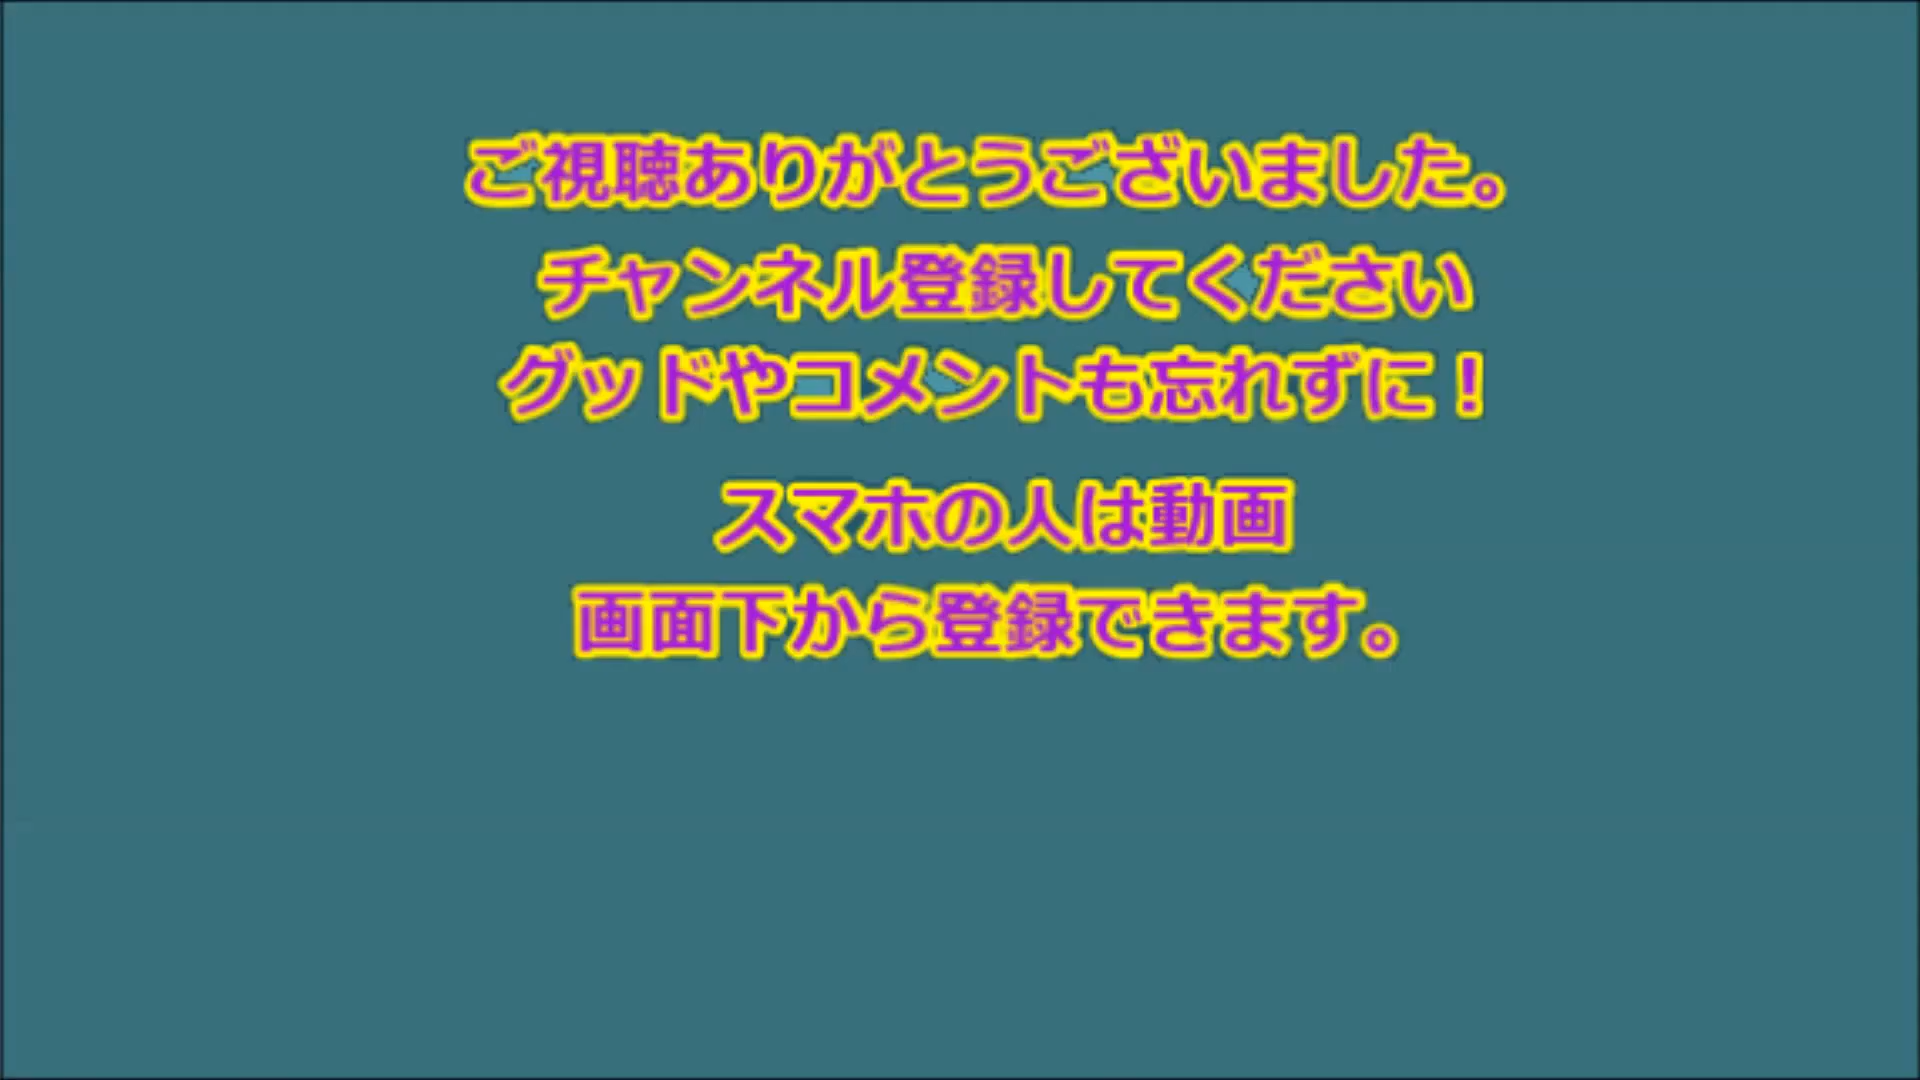 ご視聴ありがとうございました。
チャンネル登録してください
グッドやコメントも忘れずに！
スマホの人は動画
画面下から登録できます。